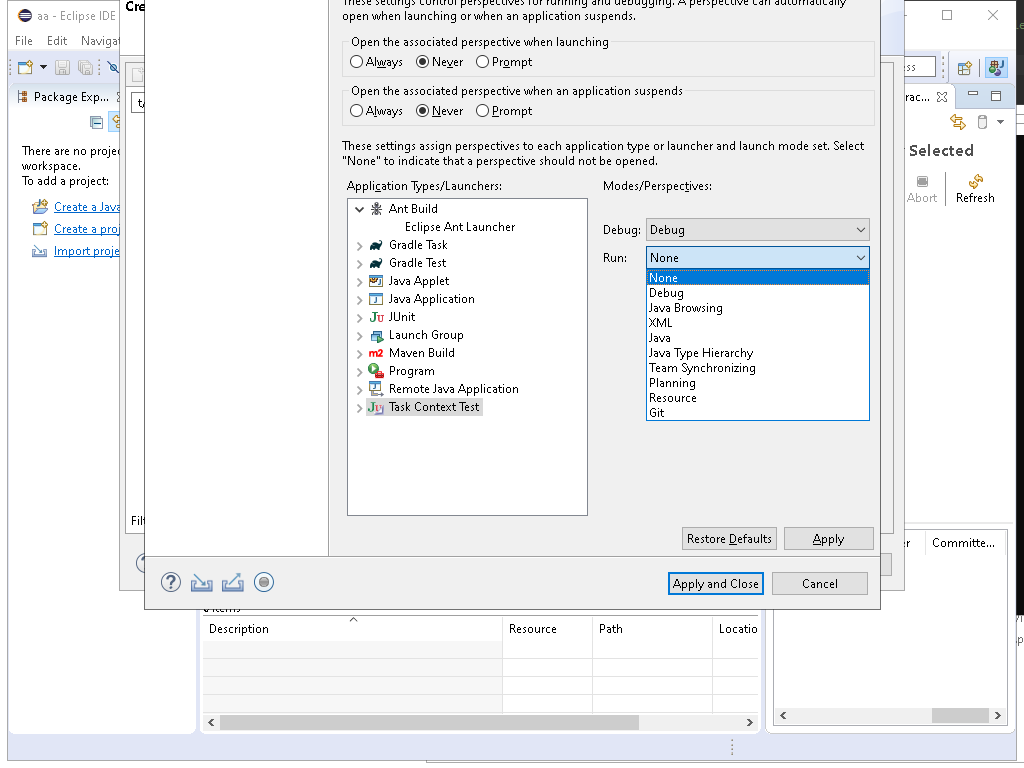 aa - Eclipse IDE
Cre
File Edit Navigat
Package Exp...
There are no proje
workspace.
To add a project:
Create a Java
Create a proj
Import proje
These settings control perspectives for running and debugging. A perspective can automatically
open when launching or when an application suspends.
Open the associated perspective when launching
Always Never Prompt
Open the associated perspective when an application suspends
Always Never Prompt
These settings assign perspectives to each application type or launcher and launch mode set. Select
"None" to indicate that a perspective should not be opened.
Application Types/Launchers:
Ant Build
Eclipse Ant Launcher
Gradle Task
Gradle Test
Java Applet
Java Application
JUnit
Launch Group
Maven Build
Program
Remote Java Application
Task Context Test
Modes/Perspectives:
Debug: Debug
Run: None
None
Debug
Java Browsing
XML
Java
Java Type Hierarchy
Team Synchronizing
Planning
Resource
Git
Restore Defaults Apply
Apply and Close Cancel
Filt
ss
rac...
Selected
Abort Refresh
er Committe...
Items
Description Resource Path Locatio